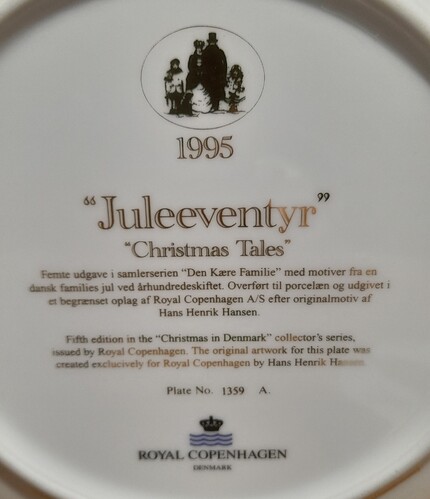 1995
“Juleeventyr”
“Christmas Tales”
Femte udgave i samlerserien “Den Kære Familie” med motiver fra en
dansk families jul ved århundredeskiftet. Overført til porcelæn og udgivet i
et begrænset oplag af Royal Copenhagen A/S efter originalmotiv af
Hans Henrik Hansen.
Fifth edition in the “Christmas in Denmark” collector’s series,
issued by Royal Copenhagen. The original artwork for this plate was
created exclusively for Royal Copenhagen by Hans Henrik Hansen.
Plate No. 1359 A.
ROYAL COPENHAGEN
DENMARK